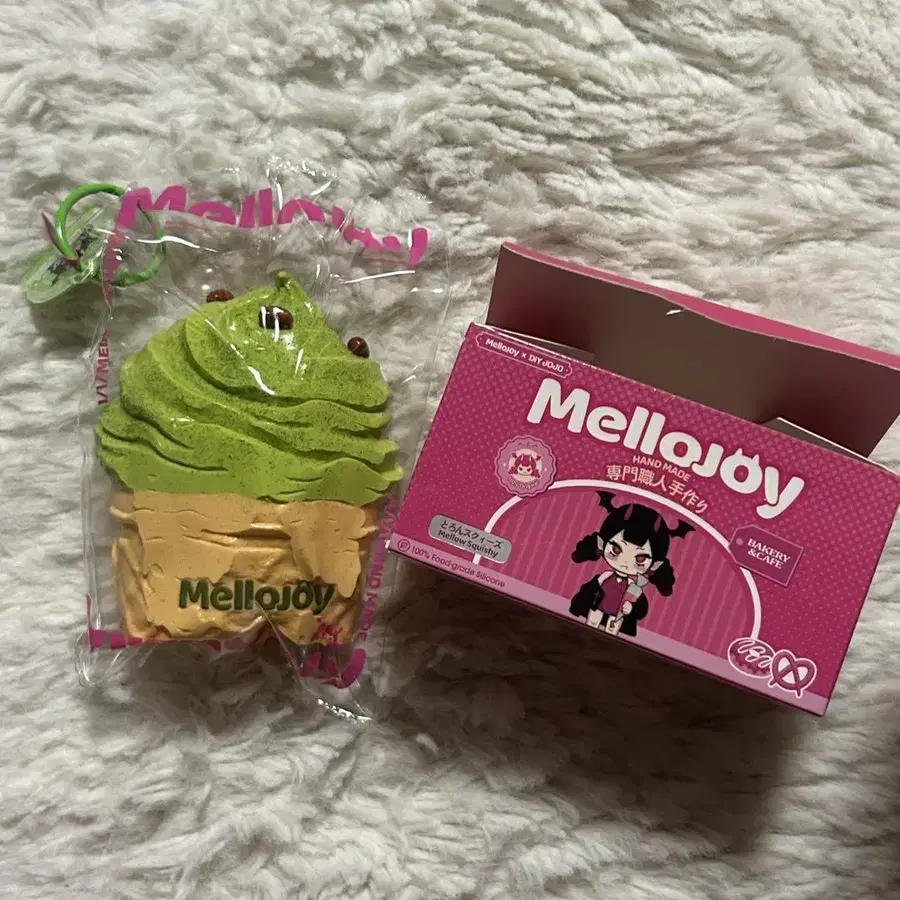 Mellojoy
Mellojoy
Mellojoy × DIY JOJO
Mellojoy
HAND MADE
専門職人手作り
とろんスクィーズ
Mellow Squishy
100% Food-grade Silicone
BAKERY
&CAFE